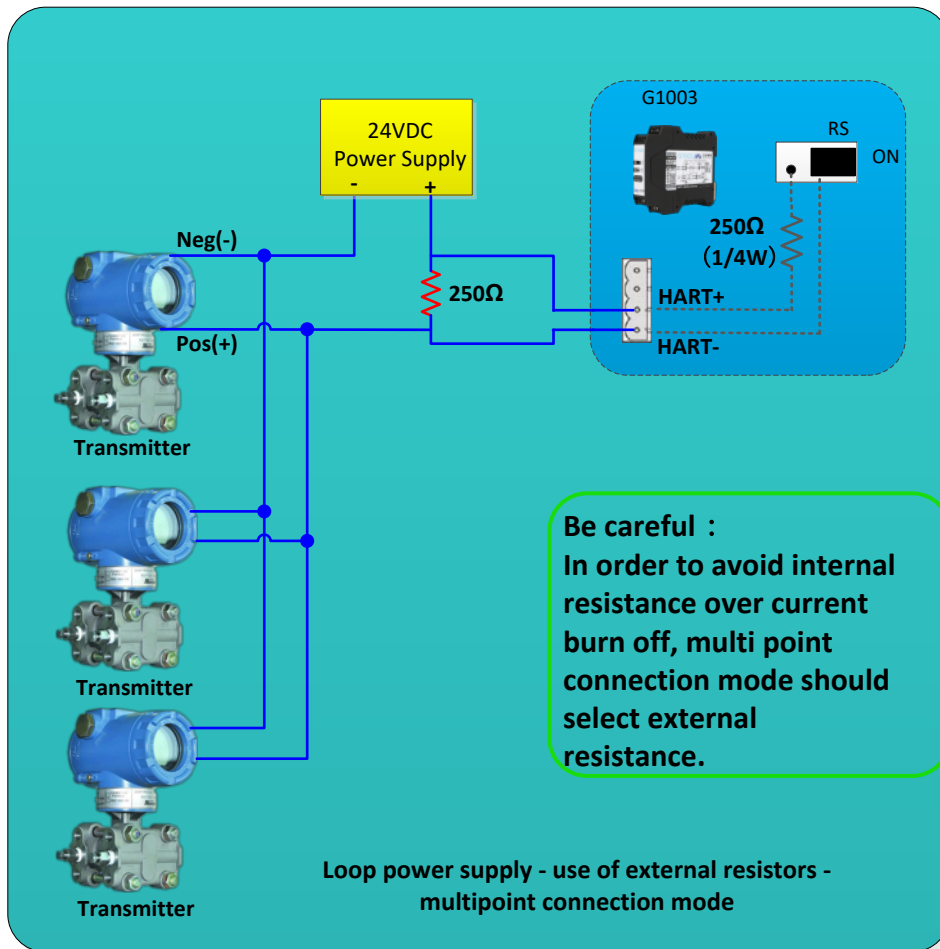 G1003
RS
ON
24VDC
Power Supply
-
+
250Ω
（1/4W）
Neg(-)
250Ω
HART+
HART-
Pos(+)
Transmitter
Be careful：
In order to avoid internal
resistance over current
burn off, multi point
connection mode should
select external
resistance.
Transmitter
Loop power supply - use of external resistors -
multipoint connection mode
Transmitter